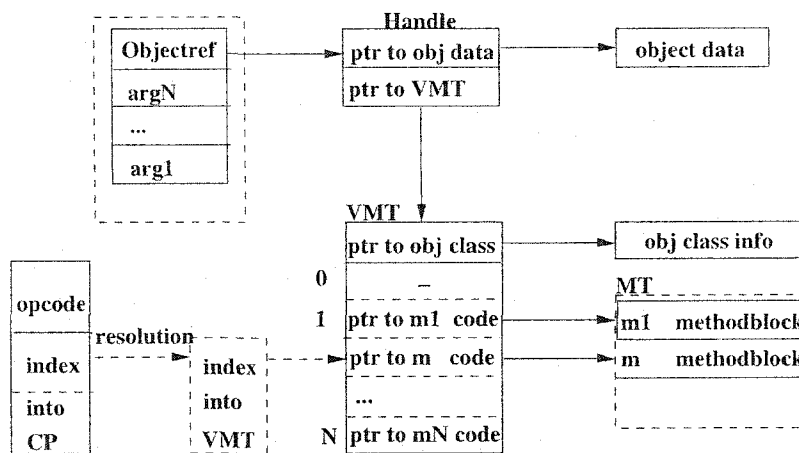 Handle
Objectref
ptr to obj data
object data
argN
ptr to VMT
...
arg1
VMT
ptr to obj class
obj class info
0
_
MT
opcode
1
ptr to m1 code
m1 methodblock
resolution
index
index
ptr to m code
m methodblock
into
into
...
CP
VMT
N
ptr to mN code